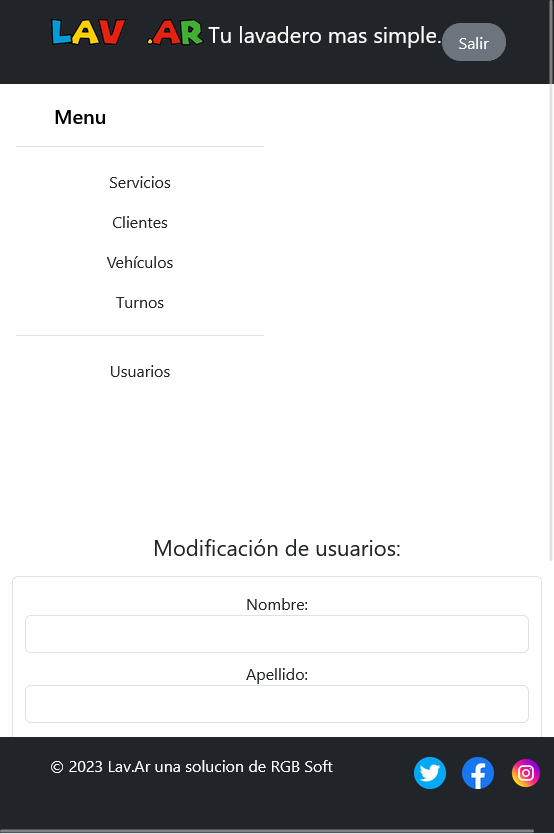 LAV .AR Tu lavadero mas simple. Salir
Menu
Servicios
Clientes
Vehículos
Turnos
Usuarios
Modificación de usuarios:
Nombre:
Apellido:
© 2023 Lav.Ar una solucion de RGB Soft